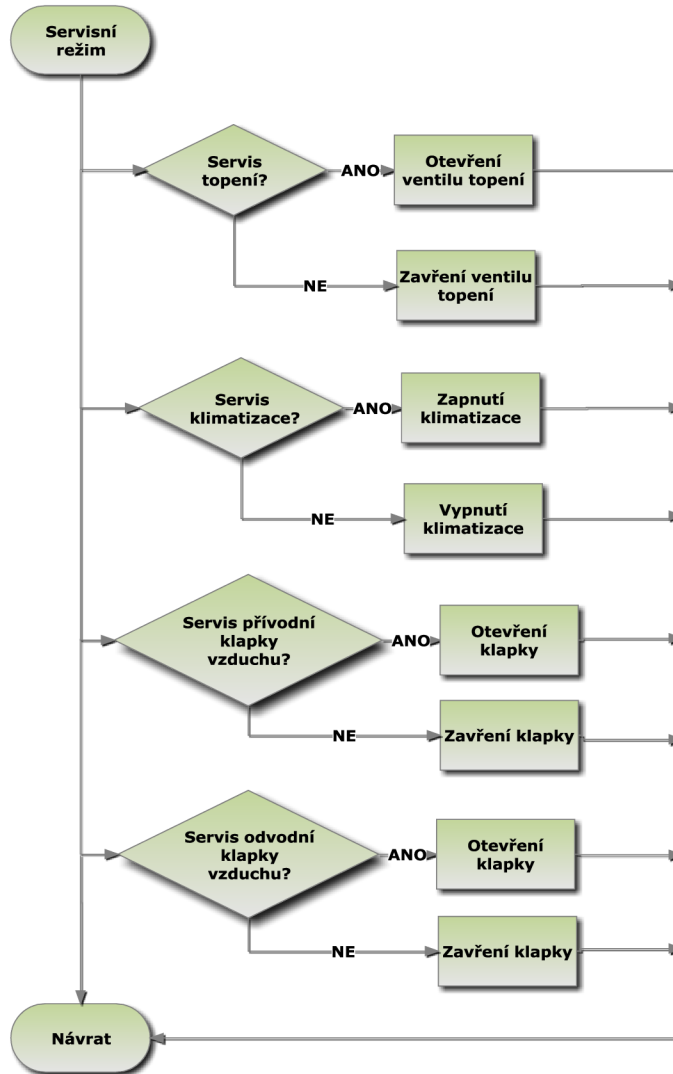 Servisní
režim
Servis
topení?
ANO
Otevření
ventilu topení
NE
Zavření ventilu
topení
Servis
klimatizace?
ANO
Zapnutí
klimatizace
NE
Vypnutí
klimatizace
Servis přívodní
klapky
vzduchu?
ANO
Otevření
klapky
NE
Zavření klapky
Servis odvodní
klapky
vzduchu?
ANO
Otevření
klapky
NE
Zavření klapky
Návrat